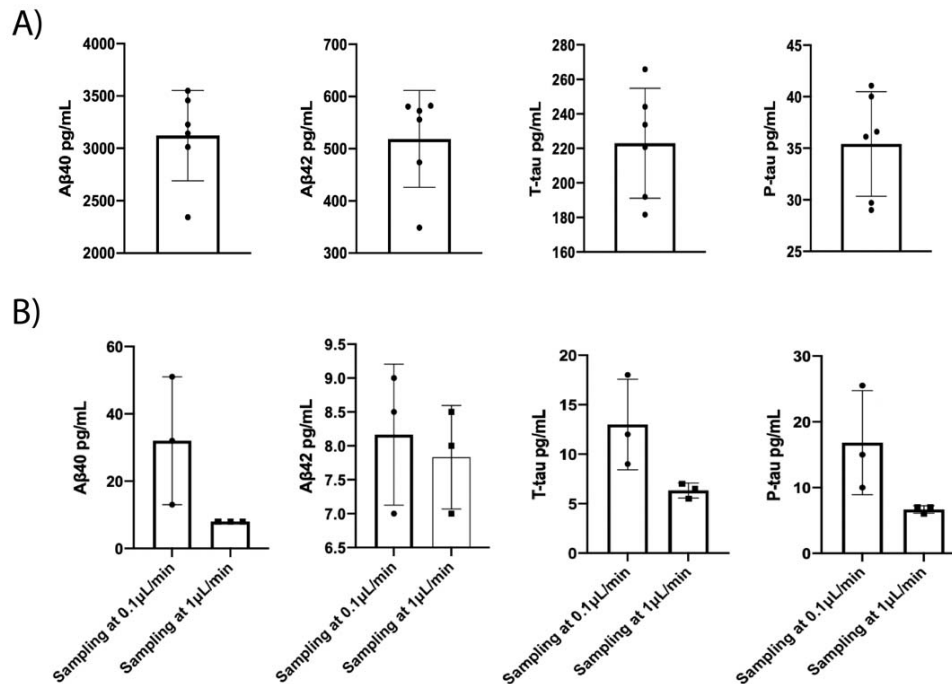 A)
Aβ40 pg/mL
4000
3500
3000
2500
2000
Aβ42 pg/mL
700
600
500
400
300
T-tau pg/mL
280
260
240
220
200
180
160
P-tau pg/mL
45
40
35
30
25
B)
Aβ40 pg/mL
60
40
20
0
Sampling at 0.1µL/min
Sampling at 1µL/min
Aβ42 pg/mL
9.5
9.0
8.5
8.0
7.5
7.0
6.5
Sampling at 0.1µL/min
Sampling at 1µL/min
T-tau pg/mL
20
15
10
5
0
Sampling at 0.1µL/min
Sampling at 1µL/min
P-tau pg/mL
30
20
10
0
Sampling at 0.1µL/min
Sampling at 1µL/min